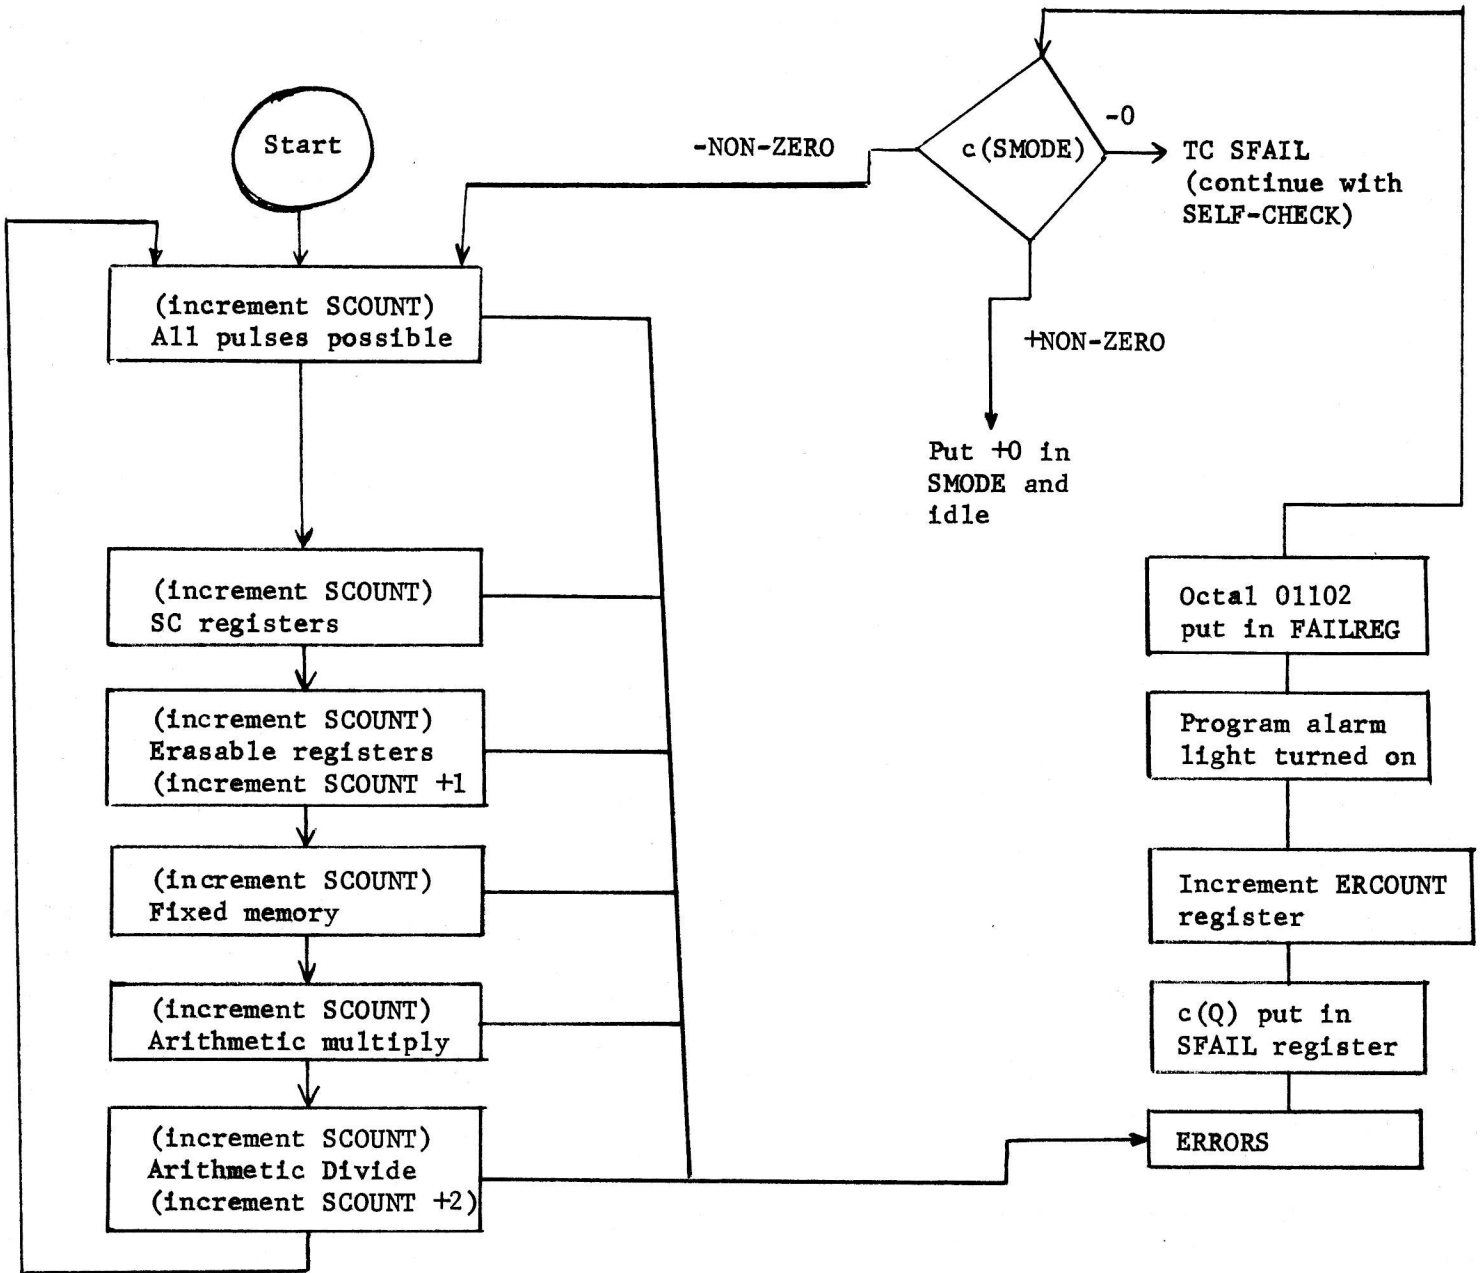 Start
(increment SCOUNT)
All pulses possible
(increment SCOUNT)
SC registers
(increment SCOUNT)
Erasable registers
(increment SCOUNT +1
(increment SCOUNT)
Fixed memory
(increment SCOUNT)
Arithmetic multiply
(increment SCOUNT)
Arithmetic Divide
(increment SCOUNT +2)
-NON-ZERO
c(SMODE)
-0
TC SFAIL
(continue with
SELF-CHECK)
+NON-ZERO
Put +0 in
SMODE and
idle
Octal 01102
put in FAILREG
Program alarm
light turned on
Increment ERCOUNT
register
c(Q) put in
SFAIL register
ERRORS